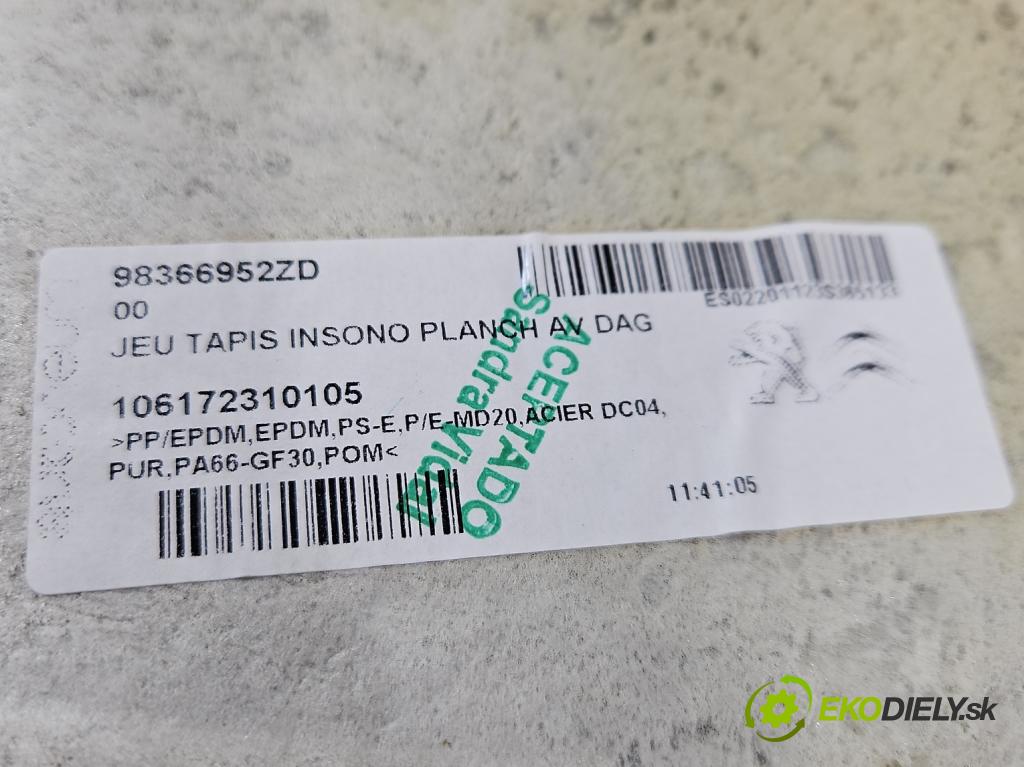 98366952ZD
00
JEU TAPIS INSONO PLANCH AV DAG
106172310105
>PP/EPDM,EPDM,PS-E,P/E-MD20,ACIER DC04,
PUR,PA66-GF30,POM<
11:41:05
ACEPTADO
Sandra Vidal
EKODIELY.sk